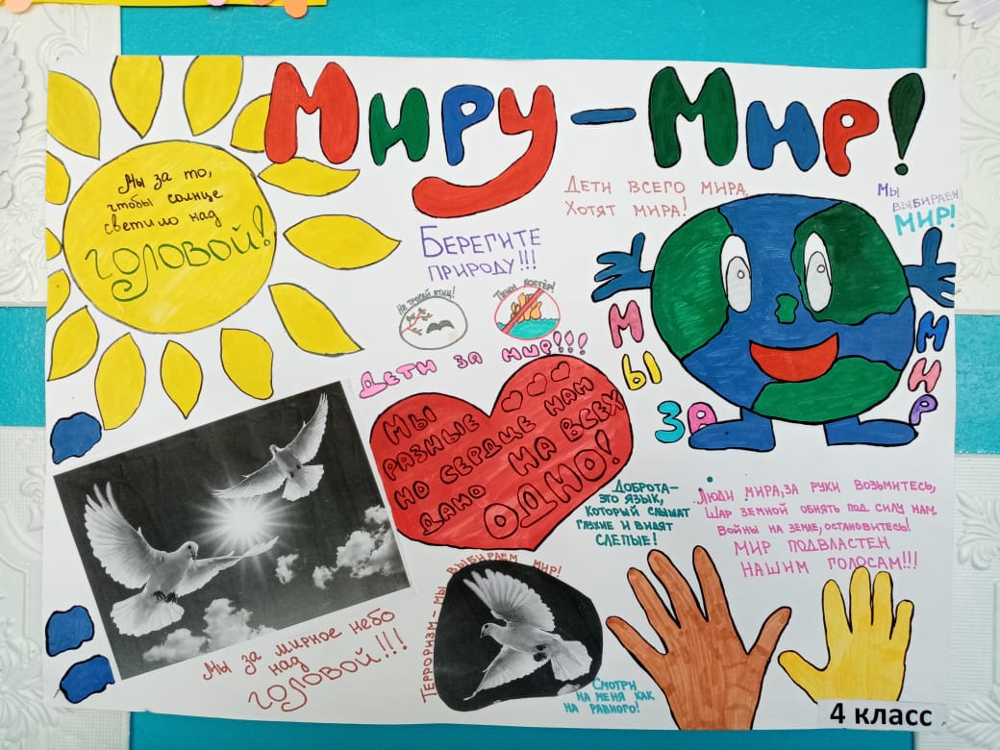 Миру-Мир!
Мы за то,
чтобы солнце
светило над
головой!
Дети всего мира,
Хотят мира!
Мы
выбираем
мир!
Берегите
природу!!!
Не трогай птиц!
Туши костёр!
Дети за мир!!!
Мы
за
мир
Мы
разные
но сердце нам
дано на всех
одно!
Доброта-
это язык,
который слышат
глухие и видят
слепые!
Люди мира, за руки возьмитесь,
Шар земной обнять под силу нам.
Войны на земле, остановитесь!
Мир подвластен
нашим голосам!!!
Мы за мирное небо
над
головой!!!
Терроризм - мы выбираем мир!
Смотри
на меня как
на равного!
4 класс